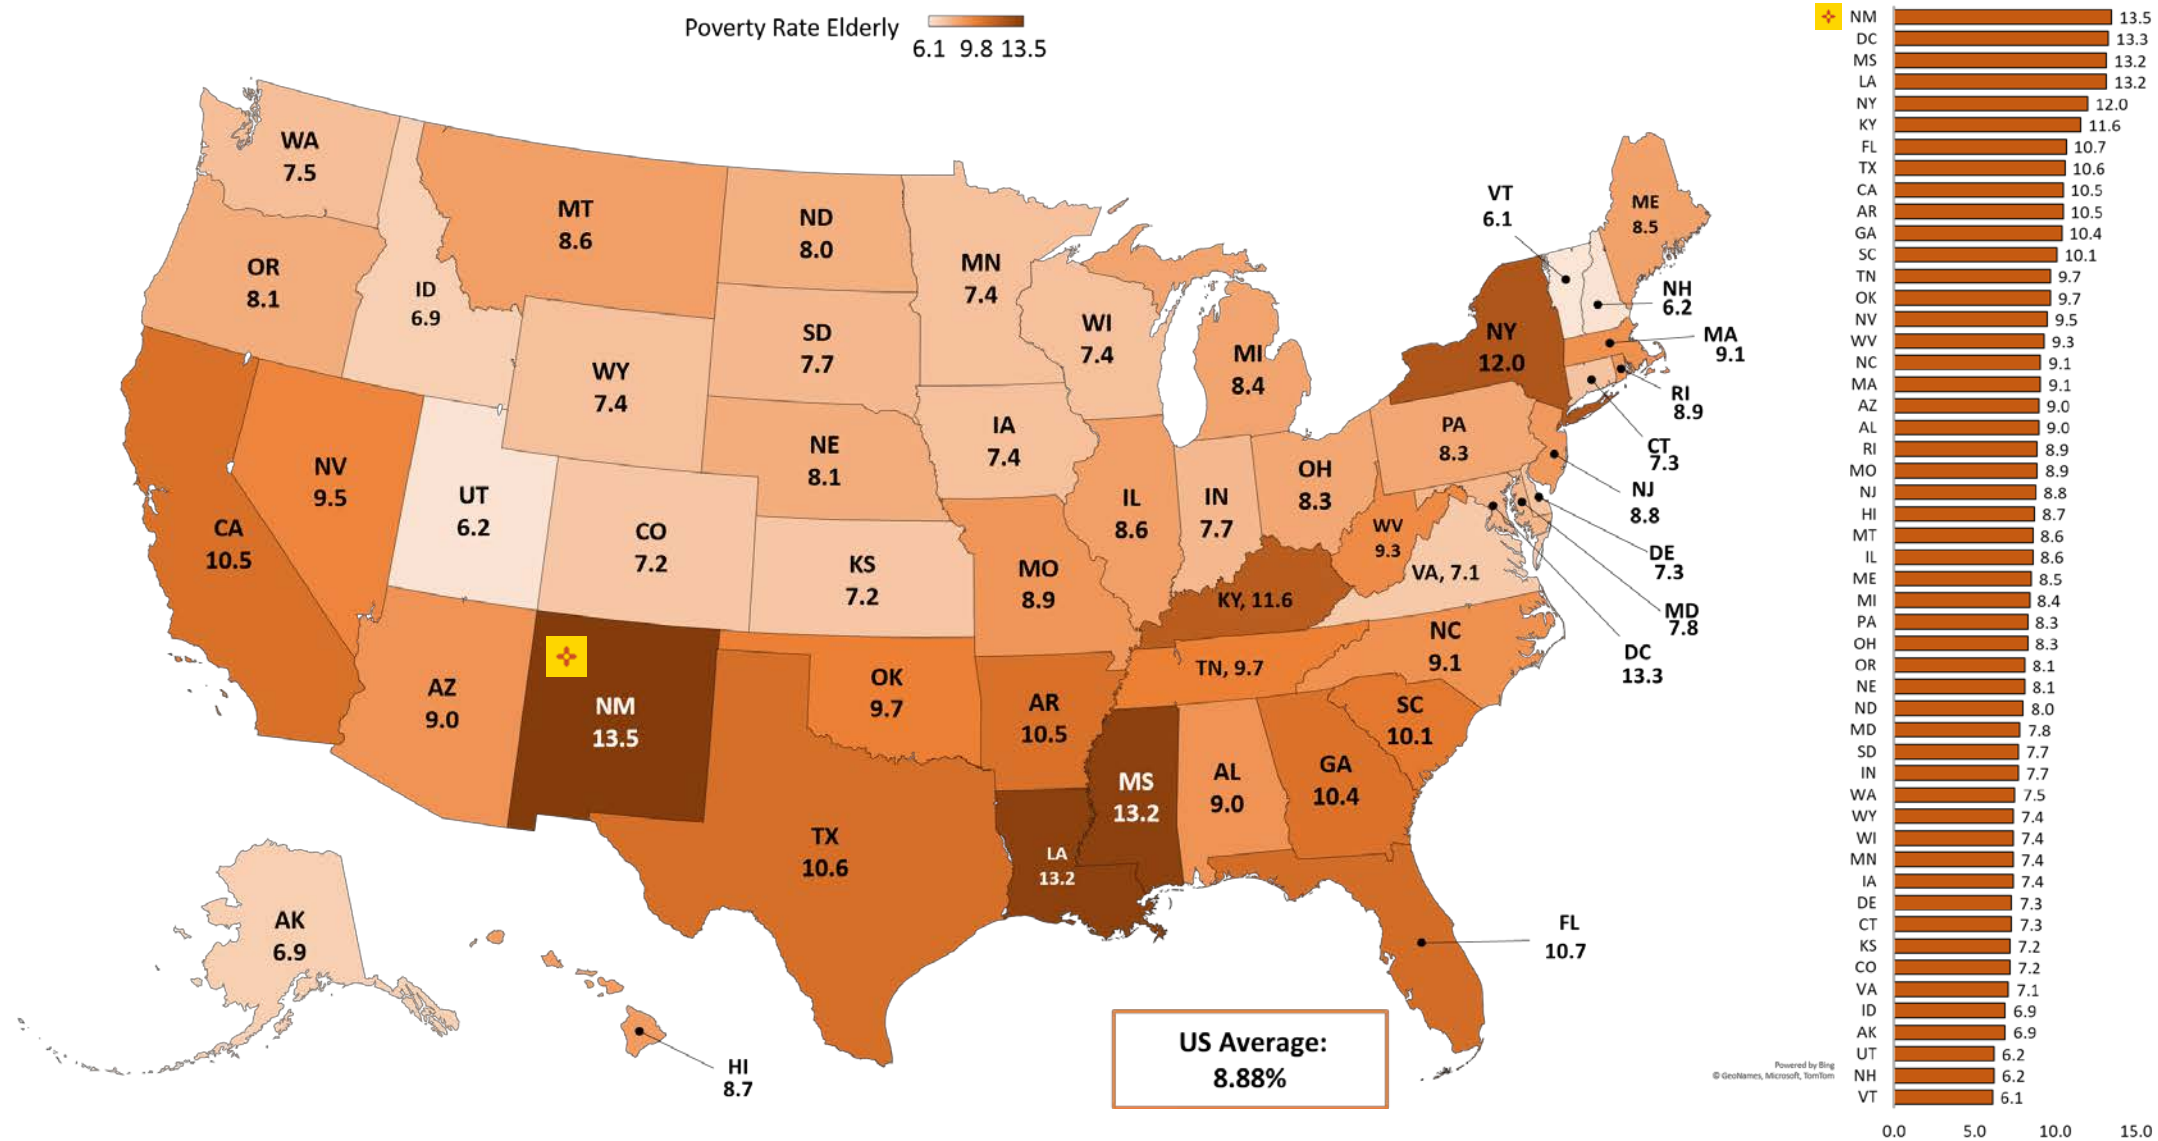 Poverty Rate Elderly
6.1 9.8 13.5
WA
7.5
MT
8.6
ND
8.0
MN
7.4
VT
6.1
ME
8.5
OR
8.1
ID
6.9
NH
6.2
SD
7.7
WI
7.4
NY
12.0
MA
9.1
WY
7.4
MI
8.4
RI
8.9
IA
7.4
PA
8.3
CT
7.3
NE
8.1
NV
9.5
UT
6.2
OH
8.3
NJ
8.8
IL
8.6
IN
7.7
CA
10.5
CO
7.2
WV
9.3
DE
7.3
KS
7.2
VA, 7.1
MO
8.9
KY, 11.6
MD
7.8
NC
9.1
DC
13.3
TN, 9.7
AZ
9.0
NM
13.5
OK
9.7
AR
10.5
SC
10.1
MS
13.2
AL
9.0
GA
10.4
TX
10.6
LA
13.2
AK
6.9
FL
10.7
HI
8.7
US Average:
8.88%
Powered by Bing
© GeoNames, Microsoft, TomTom
NM 13.5
DC 13.3
MS 13.2
LA 13.2
NY 12.0
KY 11.6
FL 10.7
TX 10.6
CA 10.5
AR 10.5
GA 10.4
SC 10.1
TN 9.7
OK 9.7
NV 9.5
WV 9.3
NC 9.1
MA 9.1
AZ 9.0
AL 9.0
RI 8.9
MO 8.9
NJ 8.8
HI 8.7
MT 8.6
IL 8.6
ME 8.5
MI 8.4
PA 8.3
OH 8.3
OR 8.1
NE 8.1
ND 8.0
MD 7.8
SD 7.7
IN 7.7
WA 7.5
WY 7.4
WI 7.4
MN 7.4
IA 7.4
DE 7.3
CT 7.3
KS 7.2
CO 7.2
VA 7.1
ID 6.9
AK 6.9
UT 6.2
NH 6.2
VT 6.1
0.0 5.0 10.0 15.0